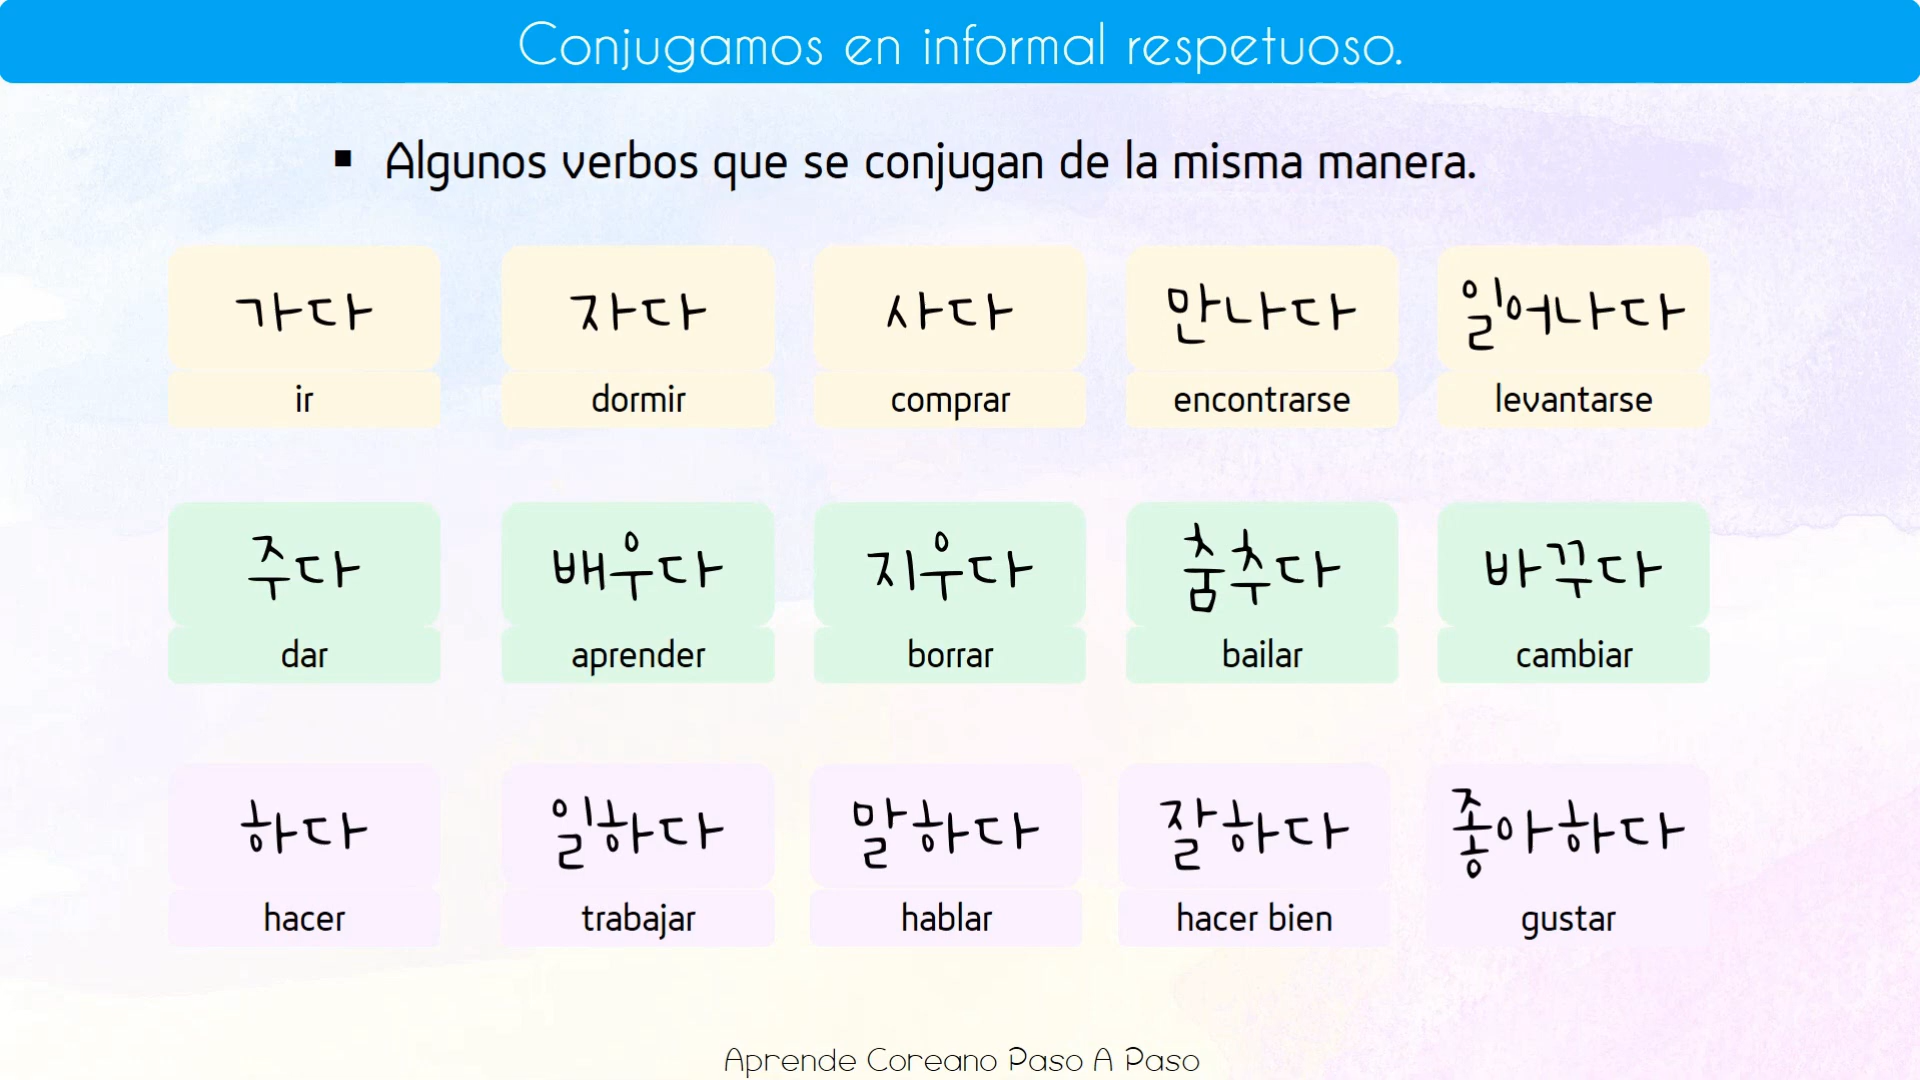 Conjugamos en informal respetuoso.
▪ Algunos verbos que se conjugan de la misma manera.
가다 자다 사다 만나다 일어나다
ir dormir comprar encontrarse levantarse
주다 배우다 지우다 춤추다 바꾸다
dar aprender borrar bailar cambiar
하다 일하다 말하다 잘하다 좋아하다
hacer trabajar hablar hacer bien gustar
Aprende Coreano Paso A Paso